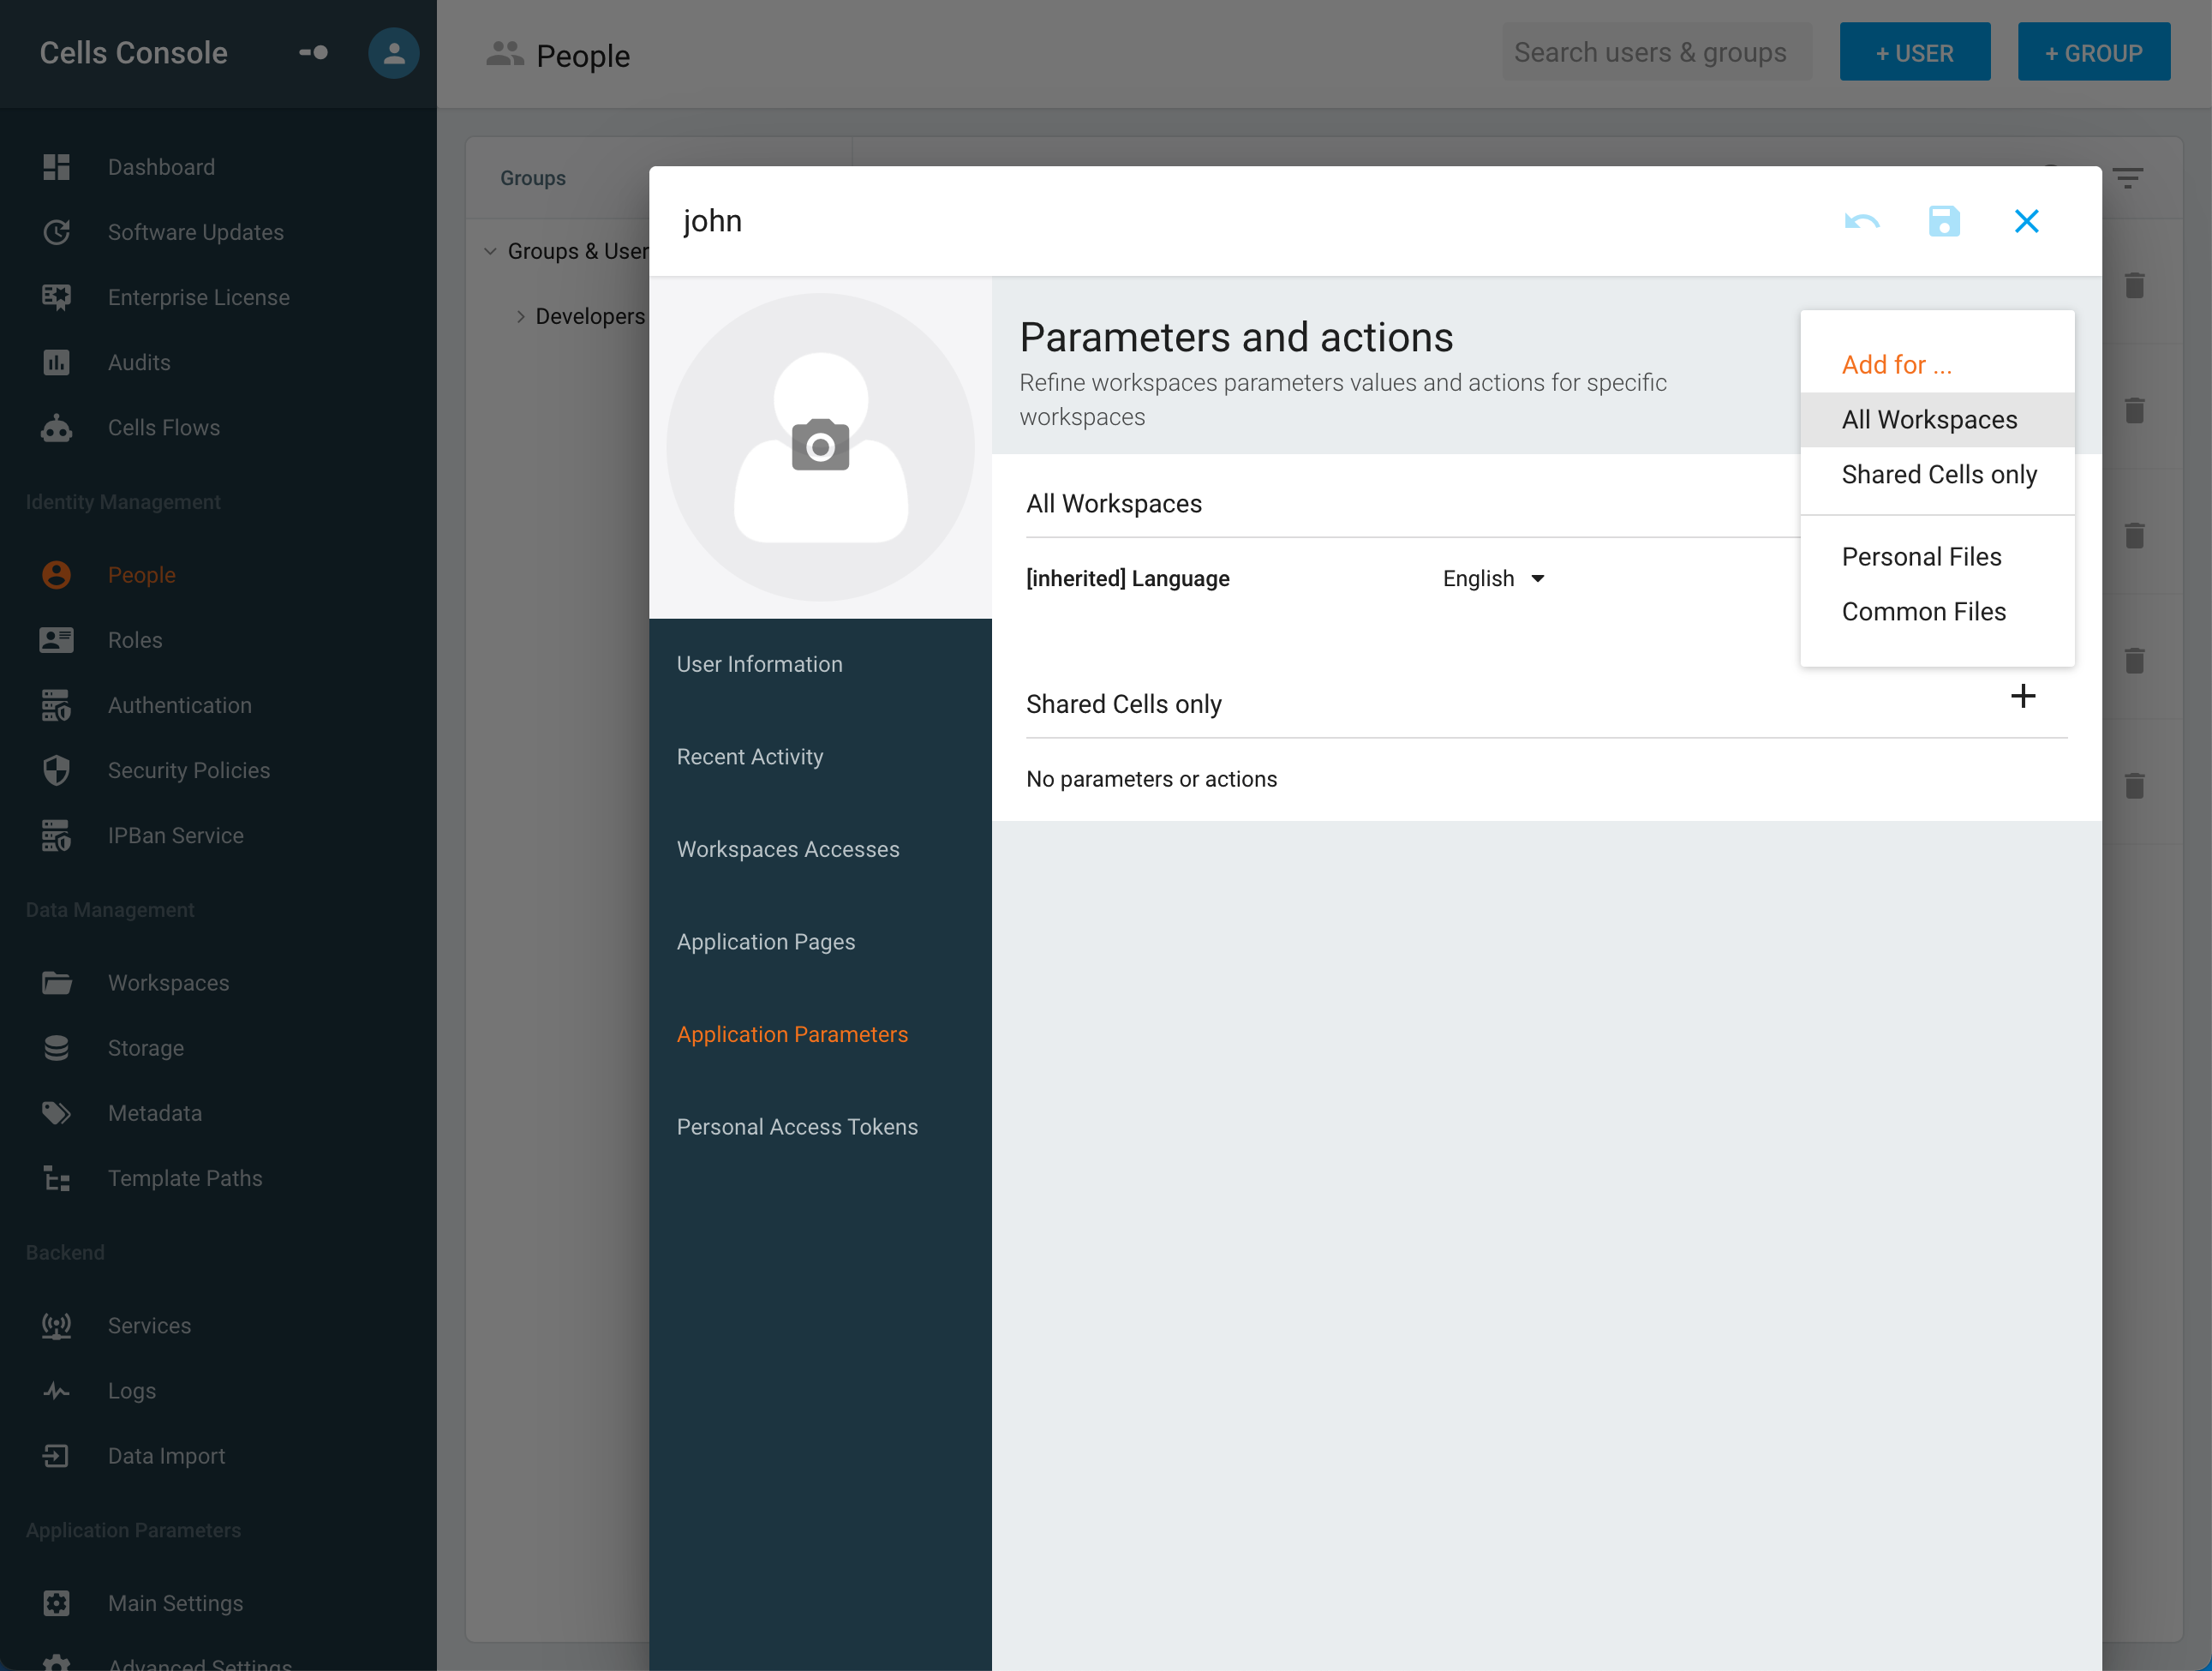 Cells Console
People
Search users & groups
+ USER
+ GROUP
Dashboard
Software Updates
Enterprise License
Audits
Cells Flows
Identity Management
People
Roles
Authentication
Security Policies
IPBan Service
Data Management
Workspaces
Storage
Metadata
Template Paths
Backend
Services
Logs
Data Import
Application Parameters
Main Settings
Advanced Settings
Groups
Groups & User
Developers
john
User Information
Recent Activity
Workspaces Accesses
Application Pages
Application Parameters
Personal Access Tokens
Parameters and actions
Refine workspaces parameters values and actions for specific
workspaces
All Workspaces
[inherited] Language
English
Shared Cells only
No parameters or actions
Add for ...
All Workspaces
Shared Cells only
Personal Files
Common Files